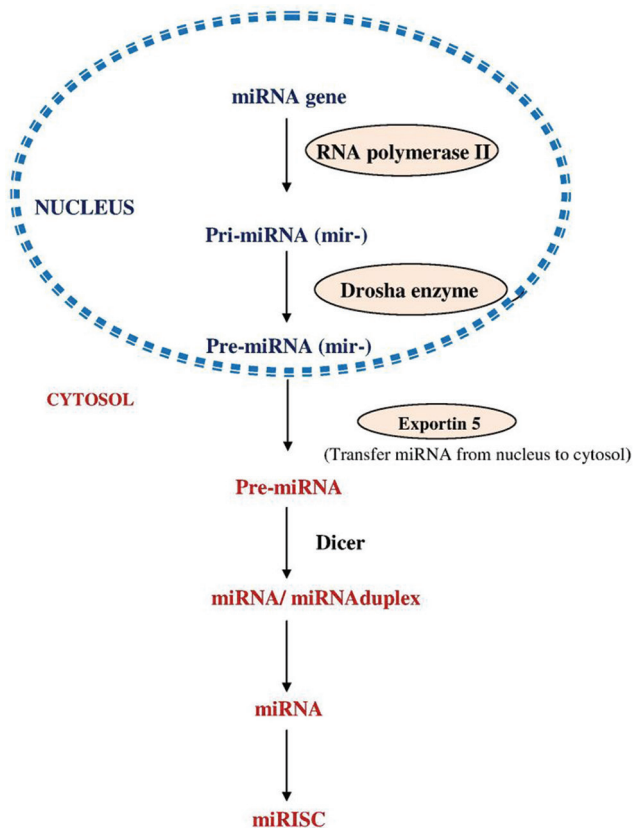 miRNA gene
RNA polymerase II
NUCLEUS
Pri-miRNA (mir-)
Drosha enzyme
Pre-miRNA (mir-)
CYTOSOL
Exportin 5
(Transfer miRNA from nucleus to cytosol)
Pre-miRNA
Dicer
miRNA/ miRNAduplex
miRNA
miRISC